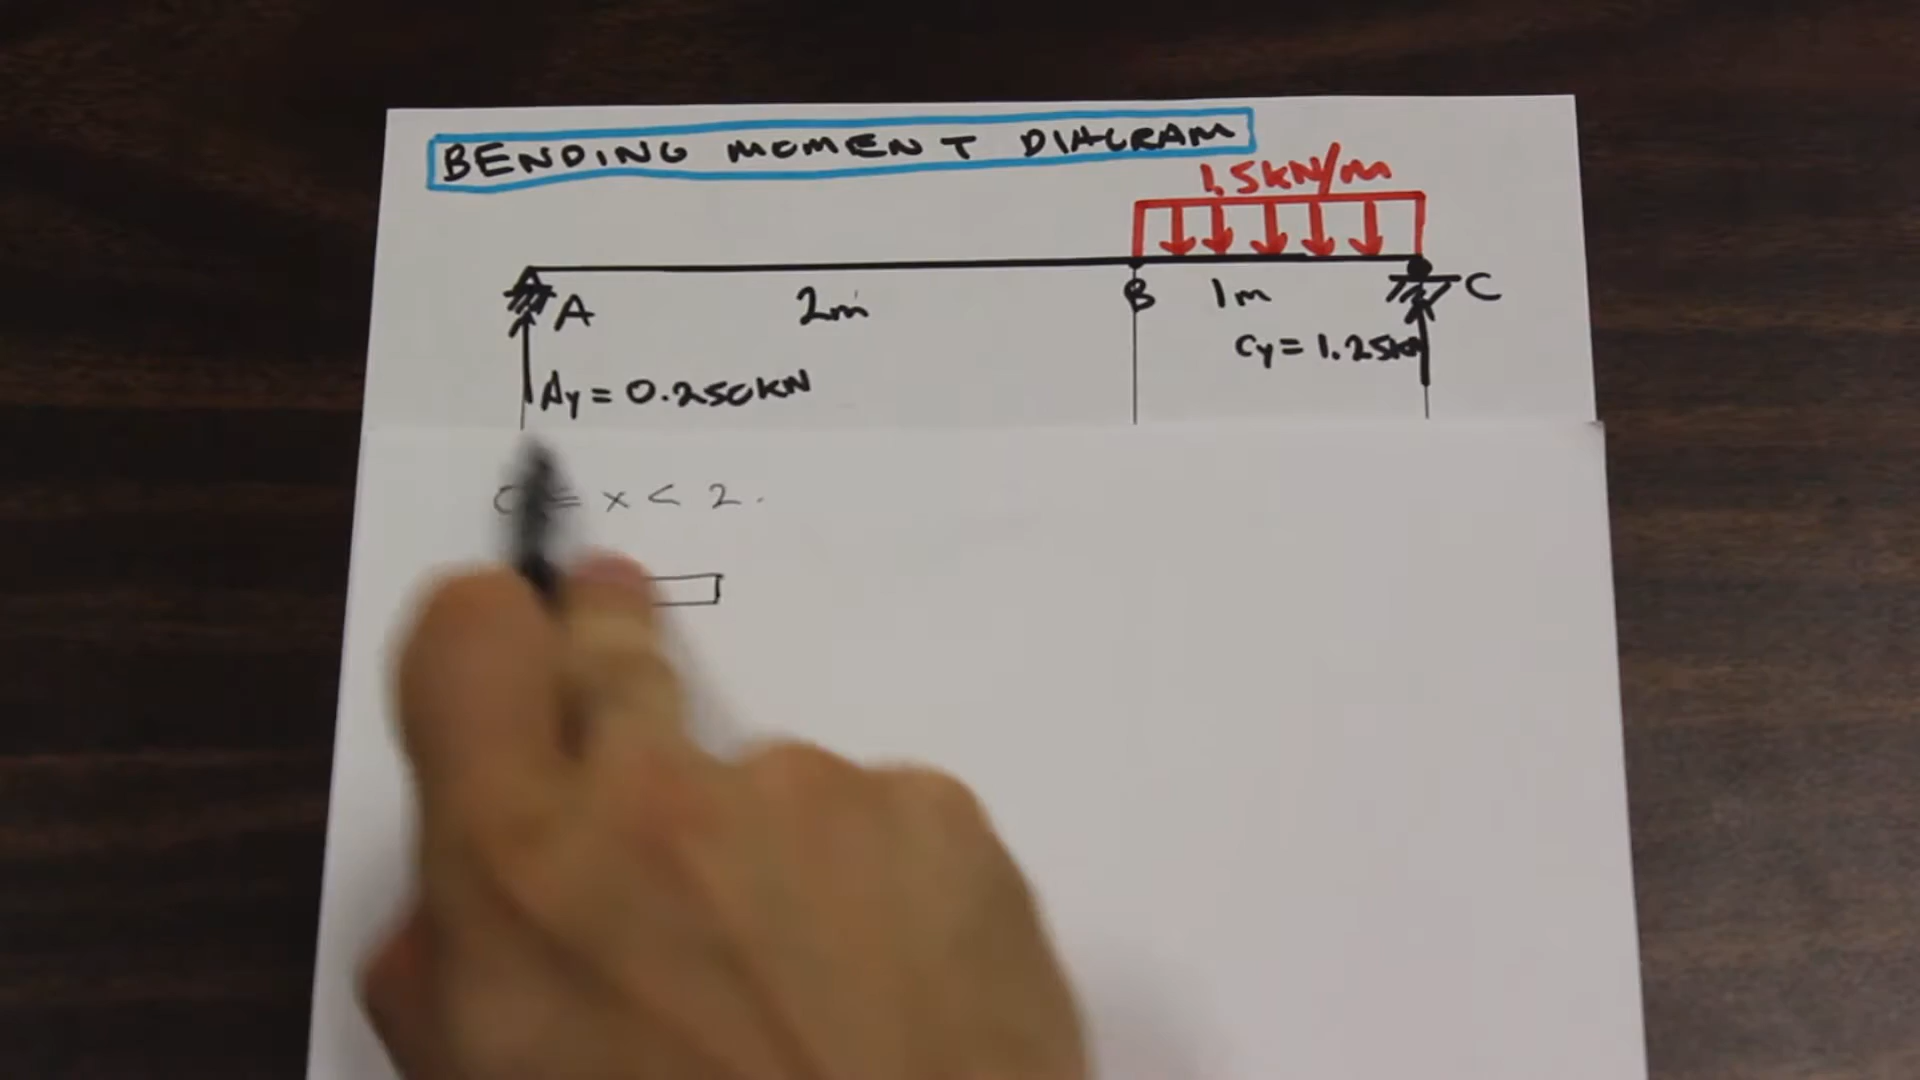 BENDING MOMENT DIAGRAM
1.5kN/m
A
2m
B
1m
C
Cy = 1.25kN
Ay = 0.250kN
x < 2.